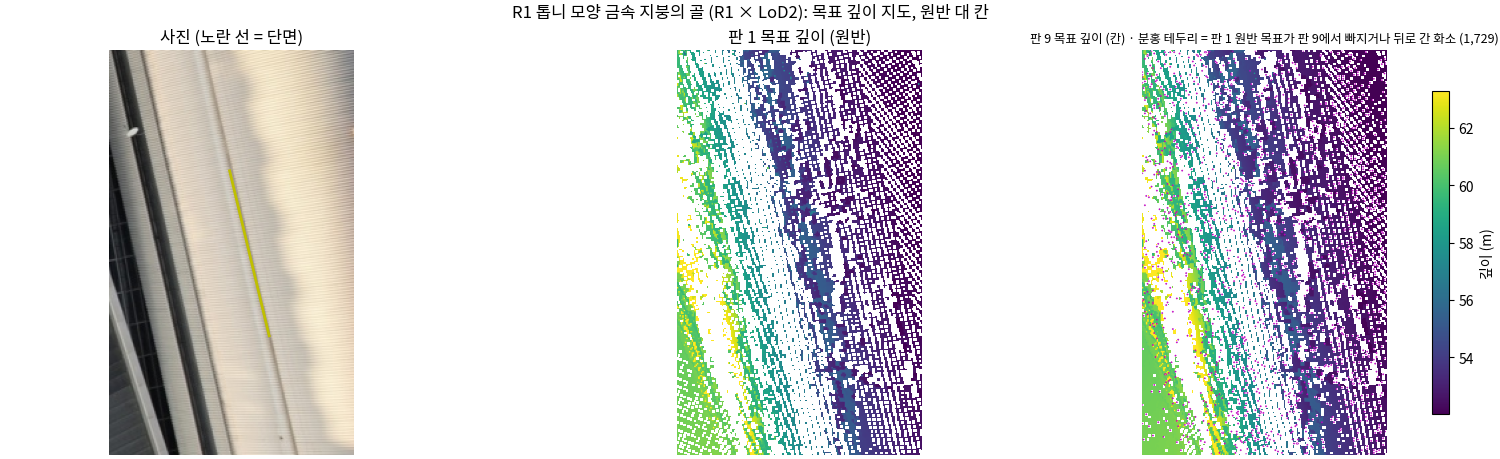 R1 톱니 모양 금속 지붕의 골 (R1 × LoD2): 목표 깊이 지도, 원반 대 칸
사진 (노란 선 = 단면)
판 1 목표 깊이 (원반)
판 9 목표 깊이 (칸) · 분홍 테두리 = 판 1 원반 목표가 판 9에서 빠지거나 뒤로 간 화소 (1,729)
62
60
58
56
54
깊이 (m)